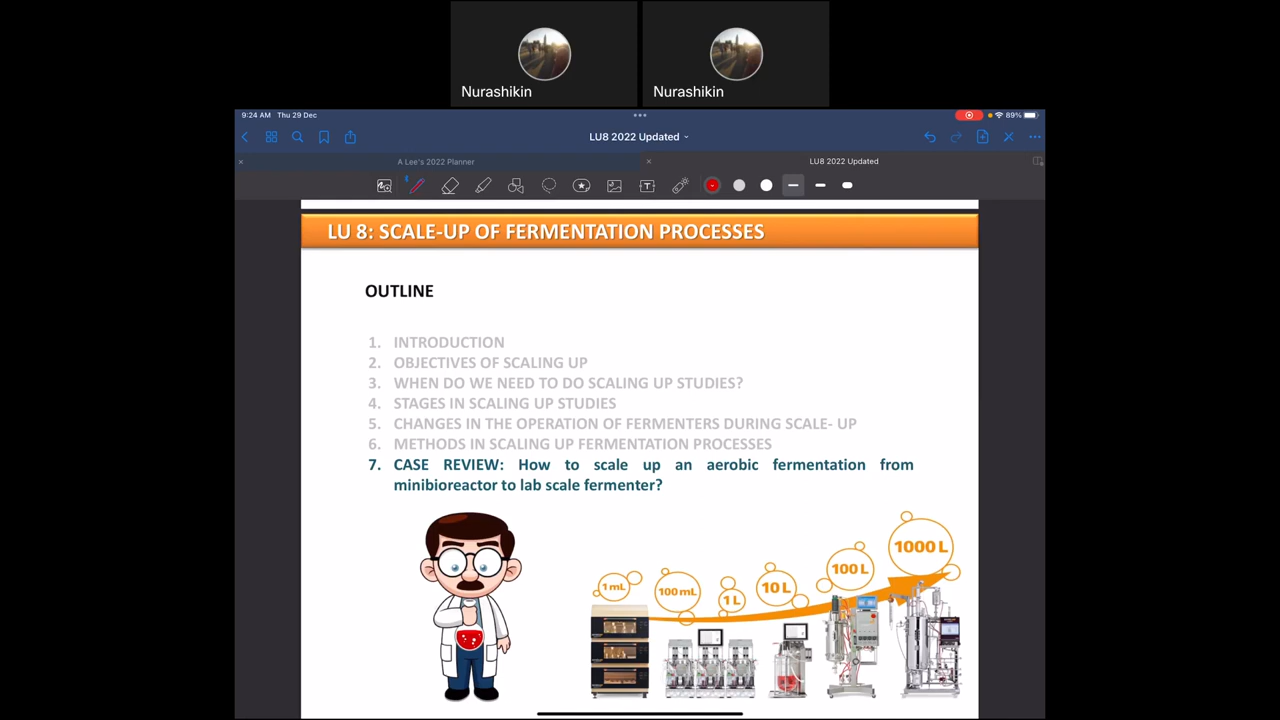 Nurashikin
Nurashikin
9:24 AM Thu 29 Dec
89%
LU8 2022 Updated
A Lee's 2022 Planner
LU8 2022 Updated
LU 8: SCALE-UP OF FERMENTATION PROCESSES
OUTLINE
1. INTRODUCTION
2. OBJECTIVES OF SCALING UP
3. WHEN DO WE NEED TO DO SCALING UP STUDIES?
4. STAGES IN SCALING UP STUDIES
5. CHANGES IN THE OPERATION OF FERMENTERS DURING SCALE- UP
6. METHODS IN SCALING UP FERMENTATION PROCESSES
7. CASE REVIEW: How to scale up an aerobic fermentation from
minibioreactor to lab scale fermenter?
1 mL
100 mL
1 L
10 L
100 L
1000 L